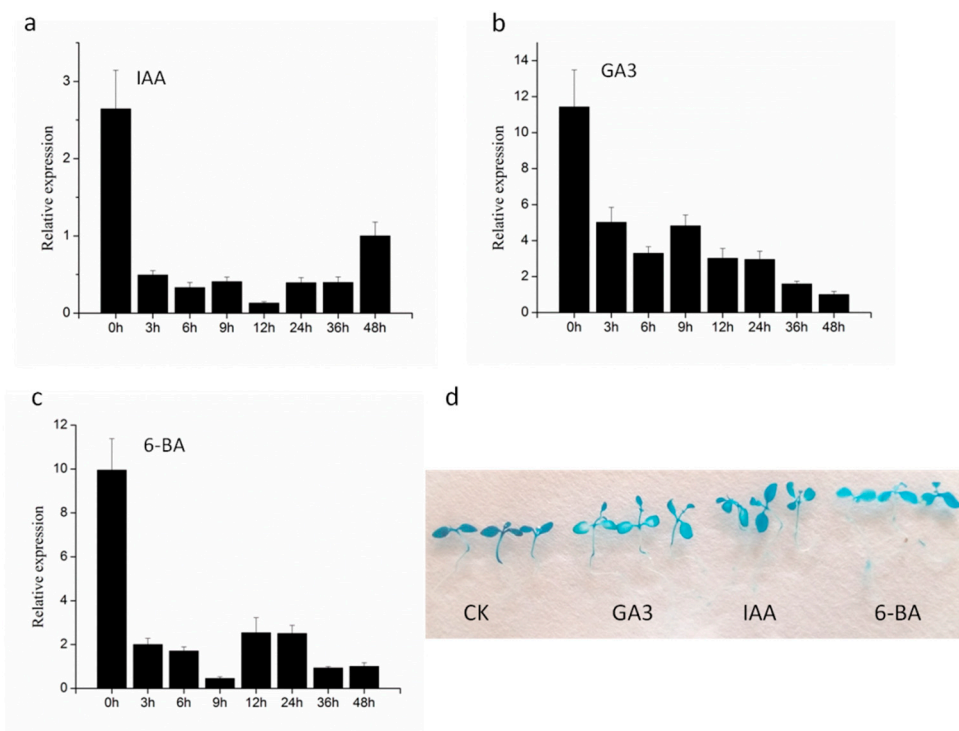 a
IAA
Relative expression
3
2
1
0
0h 3h 6h 9h 12h 24h 36h 48h
b
GA3
Relative expression
14
12
10
8
6
4
2
0
0h 3h 6h 9h 12h 24h 36h 48h
c
6-BA
Relative expression
12
10
8
6
4
2
0
0h 3h 6h 9h 12h 24h 36h 48h
d
CK GA3 IAA 6-BA